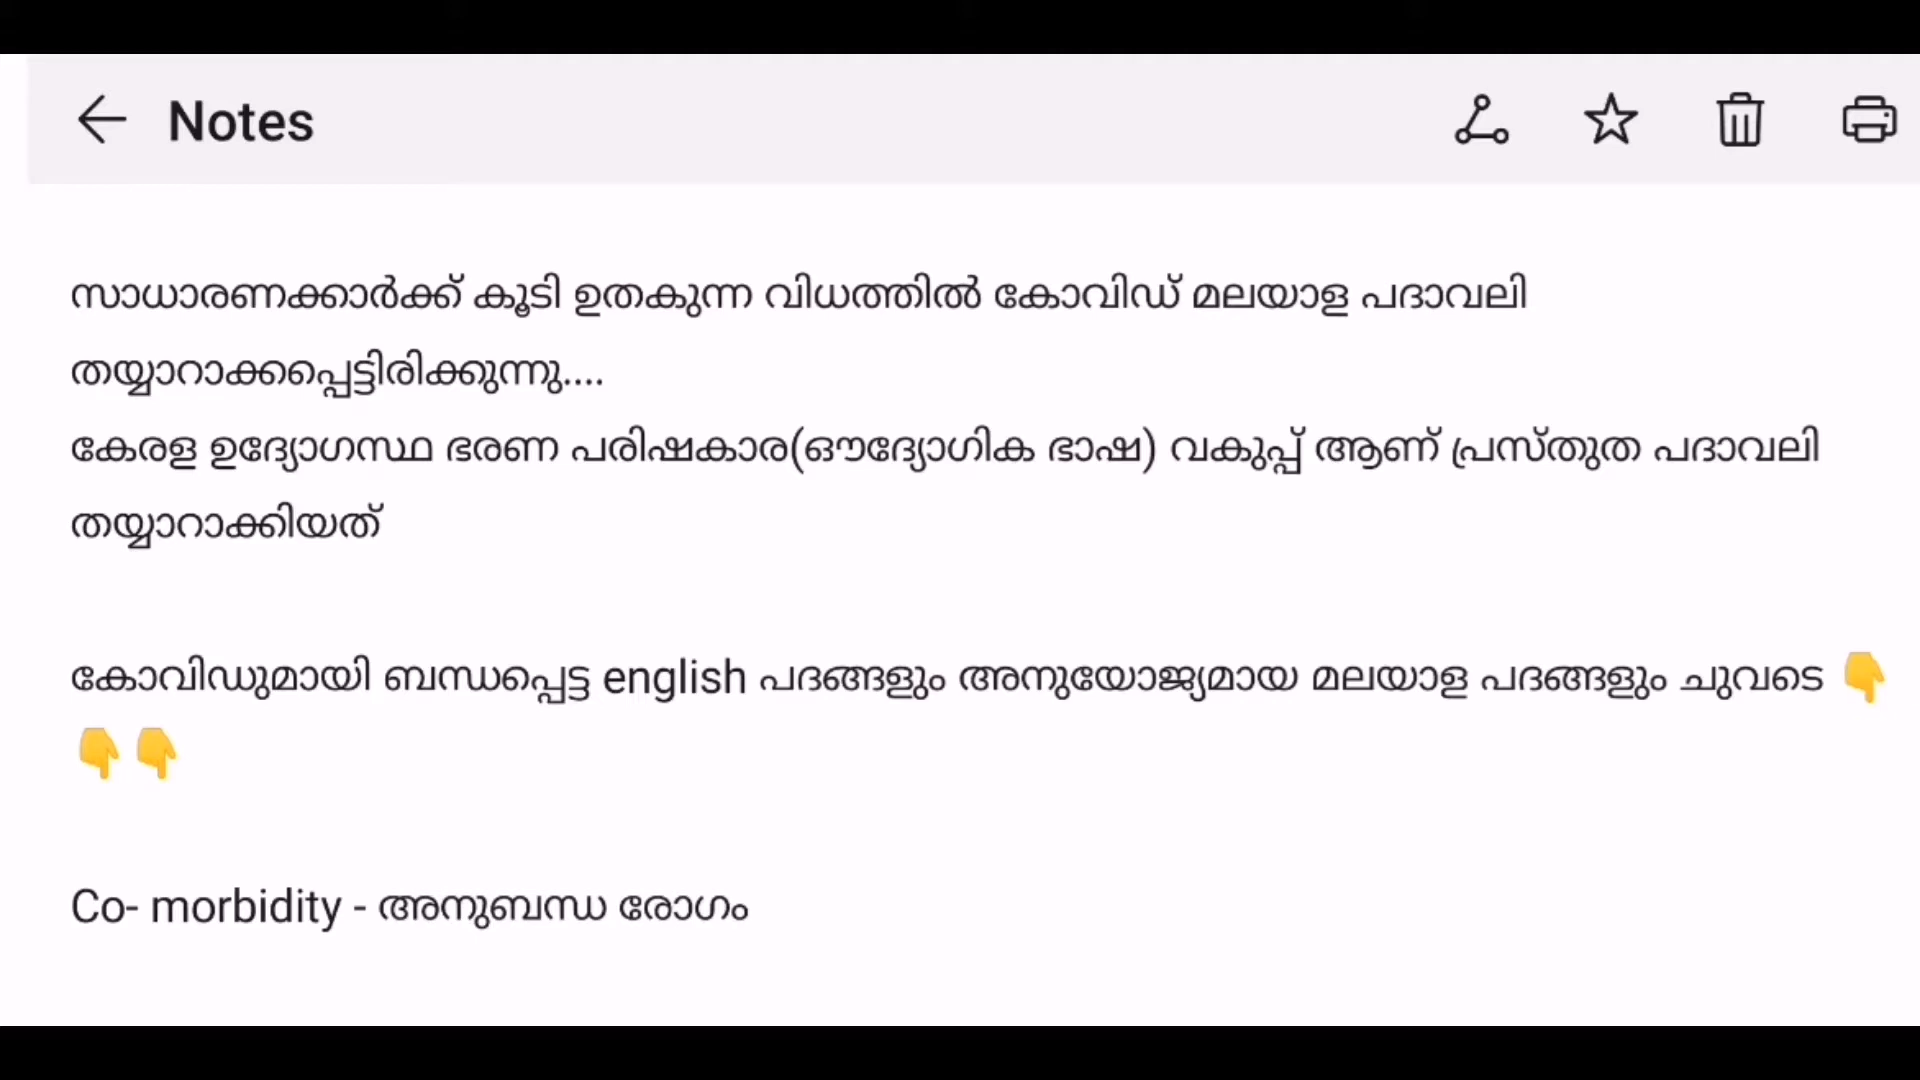 Notes
സാധാരണക്കാർക്ക് കൂടി ഉതകുന്ന വിധത്തിൽ കോവിഡ് മലയാള പദാവലി
തയ്യാറാക്കപ്പെട്ടിരിക്കുന്നു....
കേരള ഉദ്യോഗസ്ഥ ഭരണ പരിഷകാര(ഔദ്യോഗിക ഭാഷ) വകുപ്പ് ആണ് പ്രസ്തുത പദാവലി
തയ്യാറാക്കിയത്
കോവിഡുമായി ബന്ധപ്പെട്ട english പദങ്ങളും അനുയോജ്യമായ മലയാള പദങ്ങളും ചുവടെ 👇
👇👇
Co- morbidity - അനുബന്ധ രോഗം